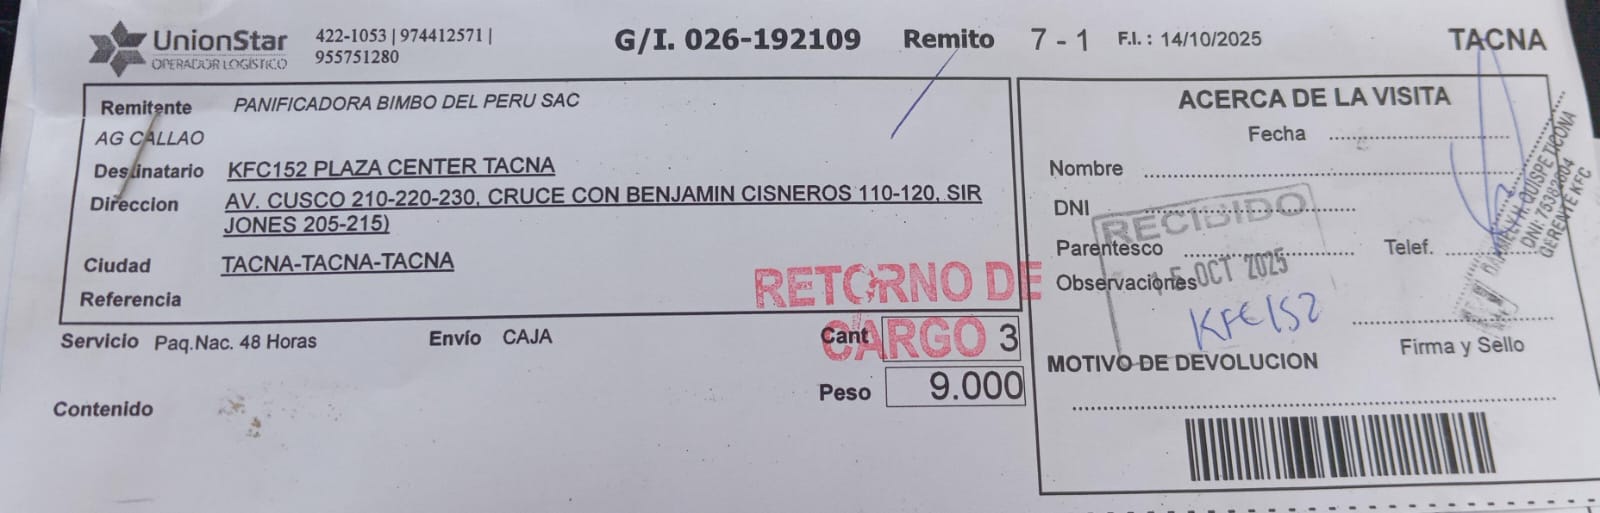 UnionStar
OPERADOR LOGÍSTICO
422-1053 | 974412571 |
955751280
G/I. 026-192109 Remito 7 - 1 F.I. : 14/10/2025 TACNA
Remitente PANIFICADORA BIMBO DEL PERU SAC
AG CALLAO
Destinatario KFC152 PLAZA CENTER TACNA
Direccion AV. CUSCO 210-220-230, CRUCE CON BENJAMIN CISNEROS 110-120, SIR
JONES 205-215)
Ciudad TACNA-TACNA-TACNA
Referencia
RETORNO DE
CARGO
Servicio Paq.Nac. 48 Horas Envío CAJA Cant 3
Peso 9.000
Contenido
ACERCA DE LA VISITA
Fecha
Nombre
DNI
RECIBIDO
Parentesco Telef.
Observaciones
15 OCT 2025
KFC152
Firma y Sello
MOTIVO DE DEVOLUCION
GERENTE KFC